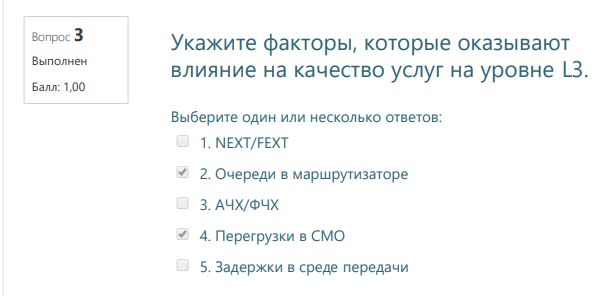 Вопрос 3
Выполнен
Балл: 1,00
Укажите факторы, которые оказывают
влияние на качество услуг на уровне L3.
Выберите один или несколько ответов:
1. NEXT/FEXT
2. Очереди в маршрутизаторе
3. АЧХ/ФЧХ
4. Перегрузки в СМО
5. Задержки в среде передачи